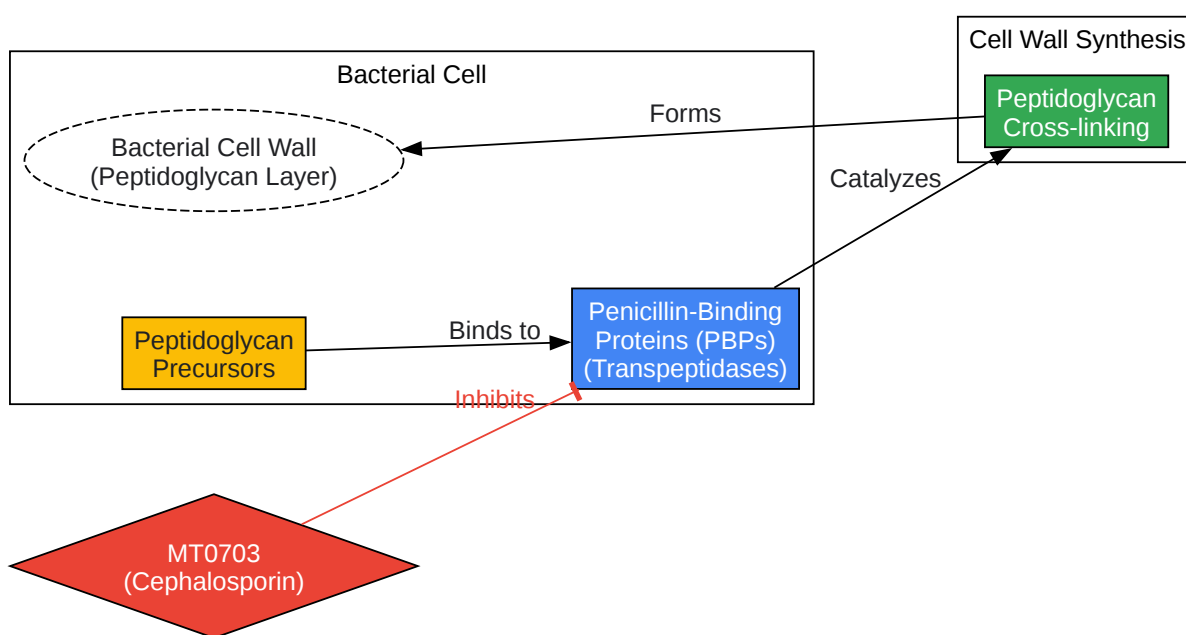 Cell Wall Synthesis
Bacterial Cell
Peptidoglycan
Cross-linking
Forms
Bacterial Cell Wall
(Peptidoglycan Layer)
Catalyzes
Penicillin-Binding
Proteins (PBPs)
(Transpeptidases)
Binds to
Peptidoglycan
Precursors
Inhibits
MT0703
(Cephalosporin)